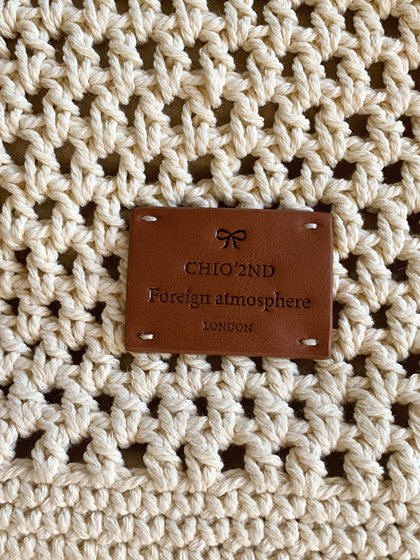 CHIO'2ND
Foreign atmosphere
LONDON